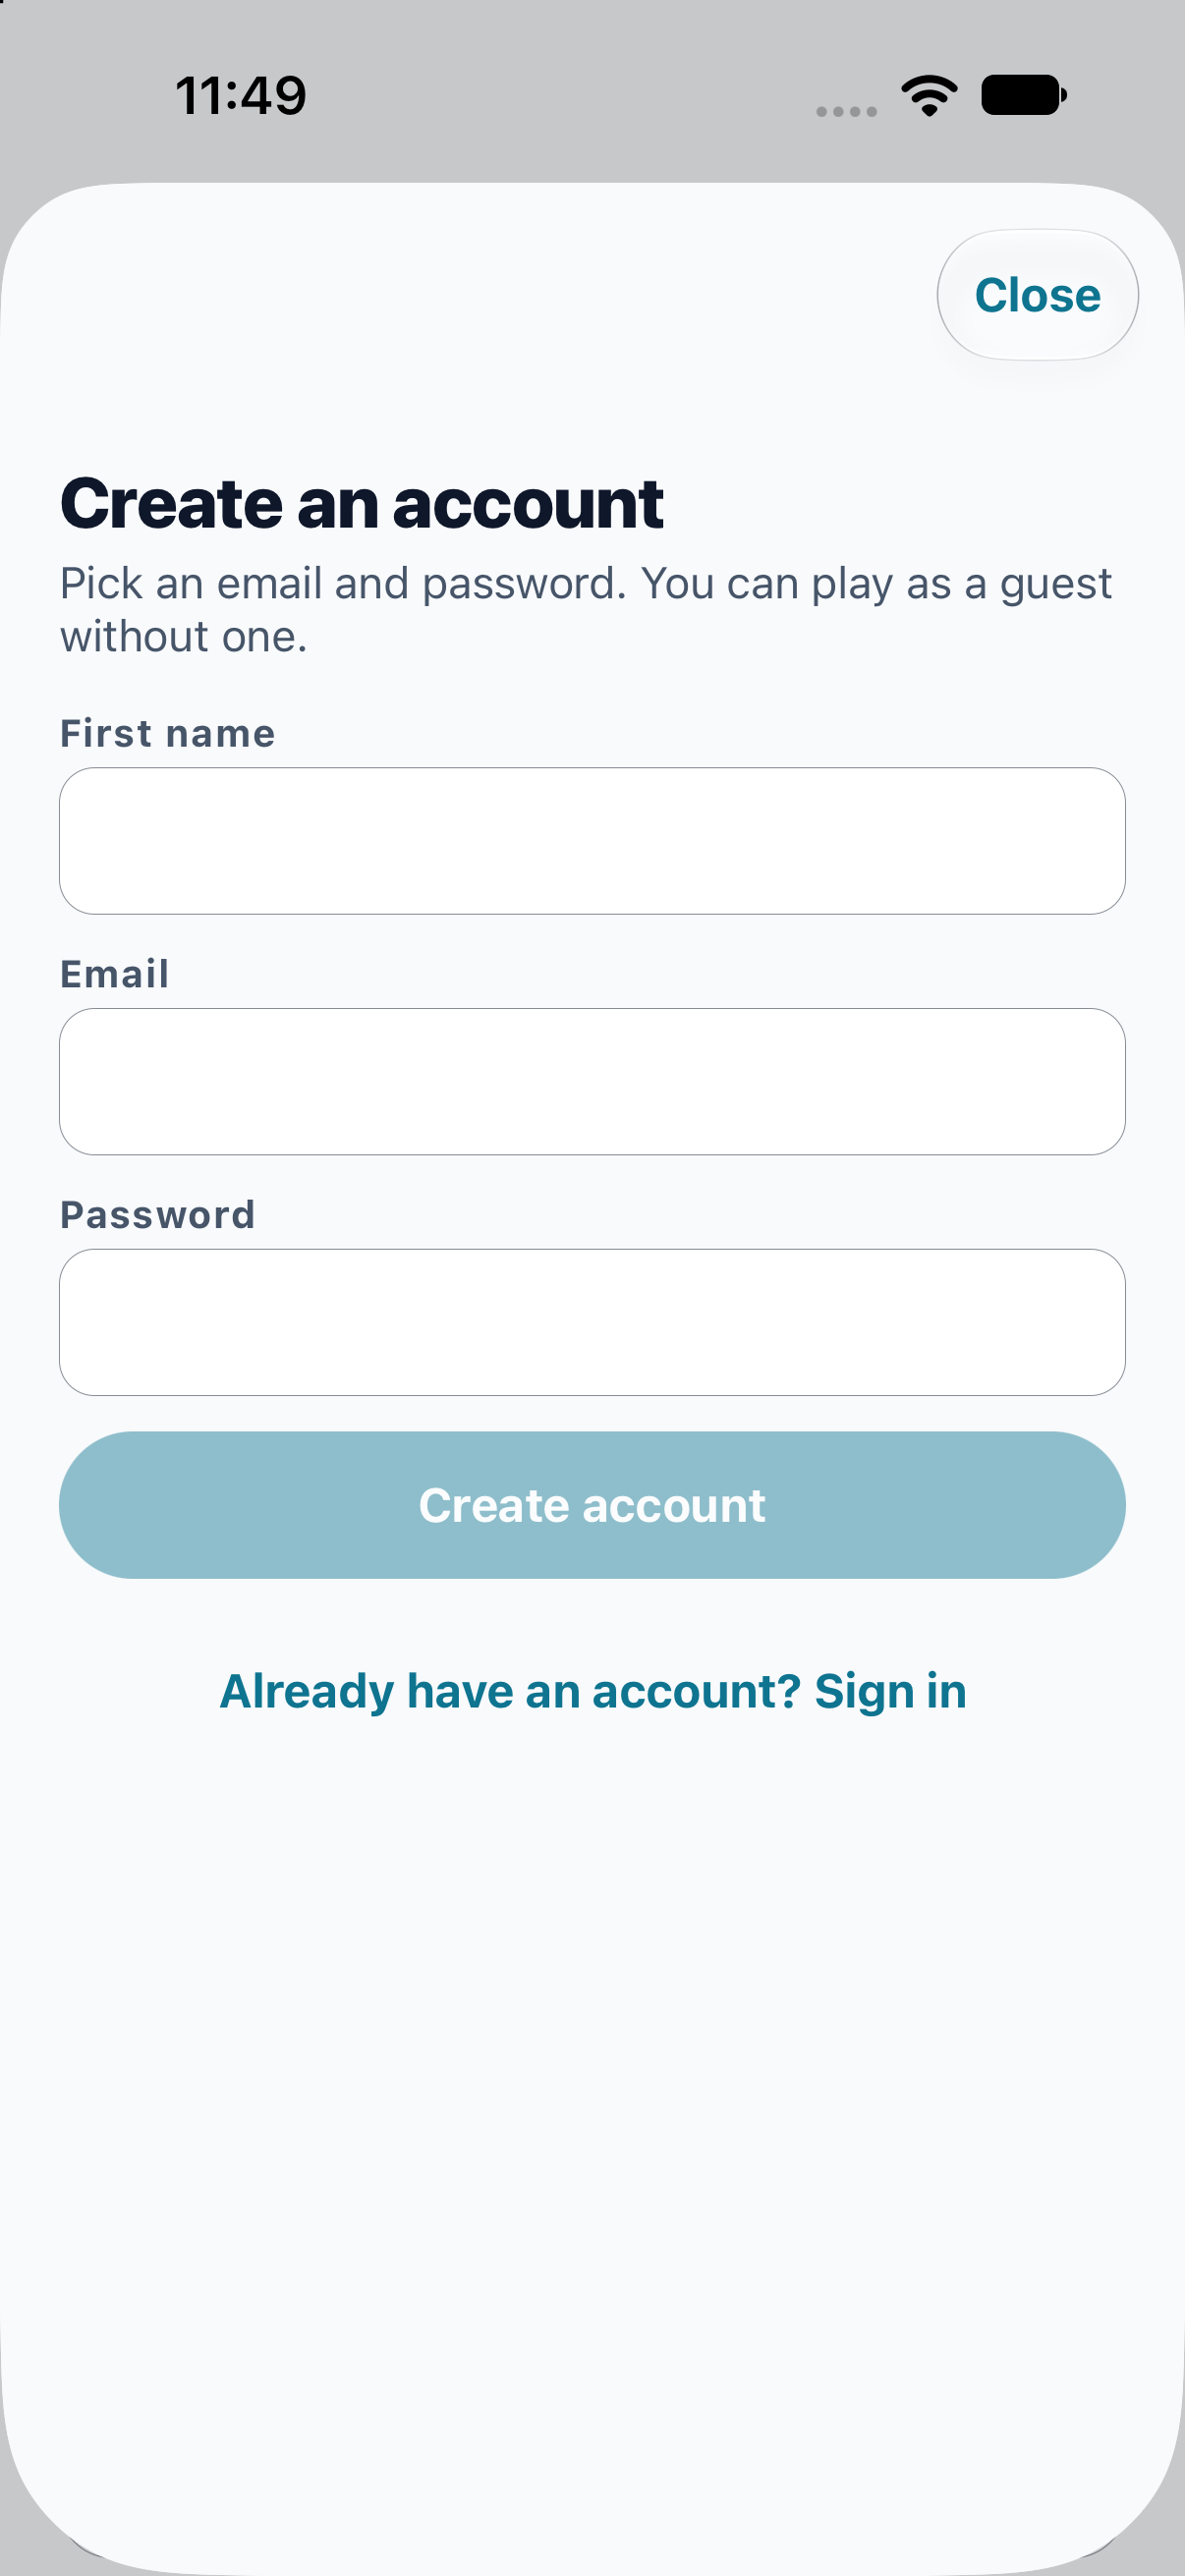 11:49
Close
Create an account
Pick an email and password. You can play as a guest
without one.
First name
Email
Password
Create account
Already have an account? Sign in